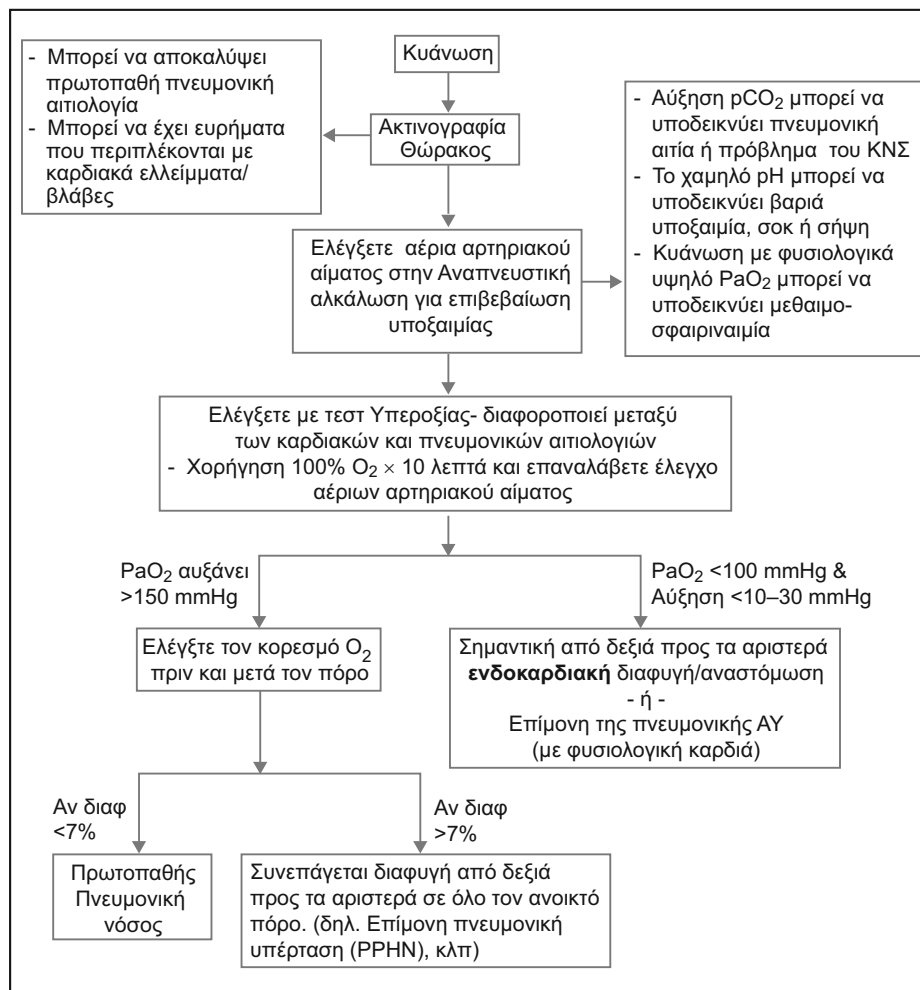 Κυάνωση
- Μπορεί να αποκαλύψει
πρωτοπαθή πνευμονική
αιτιολογία
- Μπορεί να έχει ευρήματα
που περιπλέκονται με
καρδιακά ελλείμματα/
βλάβες
Ακτινογραφία
Θώρακος
- Αύξηση pCO₂ μπορεί να
υποδεικνύει πνευμονική
αιτία ή πρόβλημα του ΚΝΣ
- Το χαμηλό pH μπορεί να
υποδεικνύει βαριά
υποξαιμία, σοκ ή σήψη
- Κυάνωση με φυσιολογικά
υψηλό PaO₂ μπορεί να
υποδεικνύει μεθαιμο-
σφαιριναιμία
Ελέγξετε αέρια αρτηριακού
αίματος στην Αναπνευστική
αλκάλωση για επιβεβαίωση
υποξαιμίας
Ελέγξετε με τεστ Υπεροξίας- διαφοροποιεί μεταξύ
των καρδιακών και πνευμονικών αιτιολογιών
- Χορήγηση 100% O₂ × 10 λεπτά και επαναλάβετε έλεγχο
αέριων αρτηριακού αίματος
PaO₂ αυξάνει
>150 mmHg
PaO₂ <100 mmHg &
Αύξηση <10–30 mmHg
Ελέγξτε τον κορεσμό O₂
πριν και μετά τον πόρο
Σημαντική από δεξιά προς τα αριστερά
ενδοκαρδιακή διαφυγή/αναστόμωση
- ή -
Επίμονη της πνευμονικής ΑΥ
(με φυσιολογική καρδιά)
Αν διαφ
<7%
Αν διαφ
>7%
Πρωτοπαθής
Πνευμονική
νόσος
Συνεπάγεται διαφυγή από δεξιά
προς τα αριστερά σε όλο τον ανοικτό
πόρο. (δηλ. Επίμονη πνευμονική
υπέρταση (PPHN), κλπ)